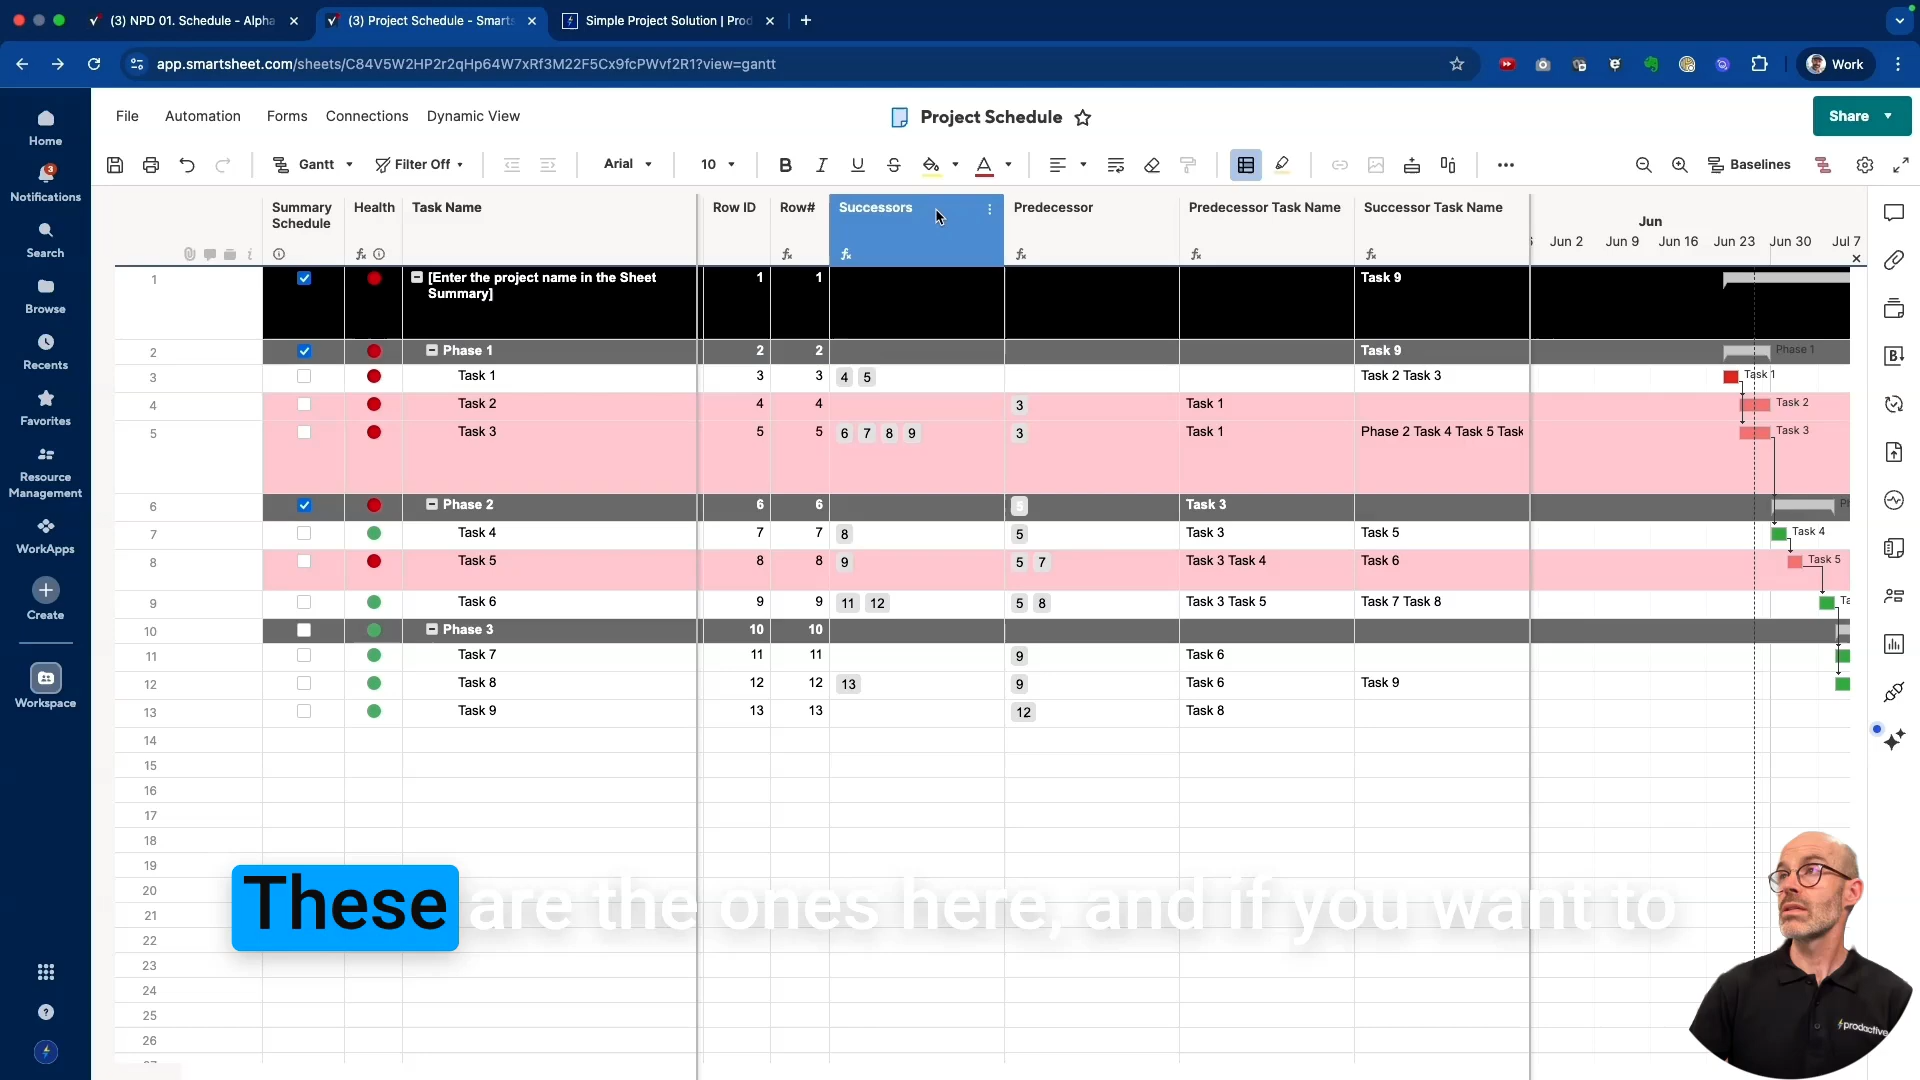 (3) NPD 01. Schedule - Alpha
(3) Project Schedule - Smarts
Simple Project Solution | Prod
app.smartsheet.com/sheets/C84V5W2HP2r2qHp64W7xRf3M22F5Cx9fcPWvf2R1?view=gantt
Work
File
Automation
Forms
Connections
Dynamic View
Project Schedule
Share
Gantt
Filter Off
Arial
10
Baselines
Home
3
Notifications
Search
Browse
Recents
Favorites
Resource
Management
WorkApps
Create
Workspace
Summary
Schedule
Health
Task Name
Row ID
Row#
Successors
Predecessor
Predecessor Task Name
Successor Task Name
Jun
Jun 2
Jun 9
Jun 16
Jun 23
Jun 30
Jul 7
1 [Enter the project name in the Sheet
Summary] 1 1 Task 9
2 Phase 1 2 2 Task 9 Phase 1
3 Task 1 3 3 4 5 Task 2 Task 3 Task 1
4 Task 2 4 4 3 Task 1 Task 2
5 Task 3 5 5 6 7 8 9 3 Task 1 Phase 2 Task 4 Task 5 Task Task 3
6 Phase 2 6 6 5 Task 3
7 Task 4 7 7 8 5 Task 3 Task 5 Task 4
8 Task 5 8 8 9 5 7 Task 3 Task 4 Task 6 Task 5
9 Task 6 9 9 11 12 5 8 Task 3 Task 5 Task 7 Task 8
10 Phase 3 10 10
11 Task 7 11 11 9 Task 6
12 Task 8 12 12 13 9 Task 6 Task 9
13 Task 9 13 13 12 Task 8
14
15
16
17
18
19
20
21
22
23
24
25
26
These are the ones here, and if you want to
prodactive